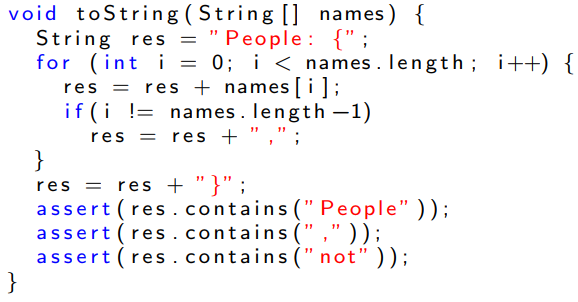 void toString(String[] names) {
String res = "People: {";
for (int i = 0; i < names.length; i++) {
res = res + names[i];
if(i != names.length-1)
res = res + ",";
}
res = res + "}";
assert(res.contains("People"));
assert(res.contains(","));
assert(res.contains("not"));
}